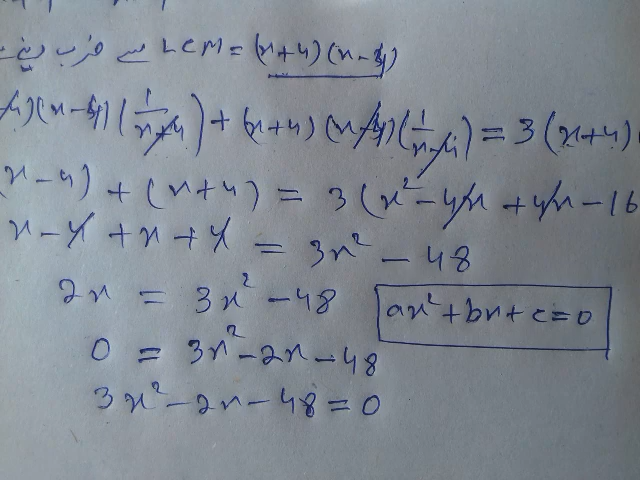 سے ضرب دینے LCM = (x+4)(x-4)
4)(x-4)(1/x+4) + (x+4)(x-4)(1/x-4) = 3(x+4)(
(x-4) + (x+4) = 3(x²-4x+4x-16
x-4+x+4 = 3x²-48
2x = 3x²-48
ax²+bx+c=0
0 = 3x²-2x-48
3x²-2x-48=0